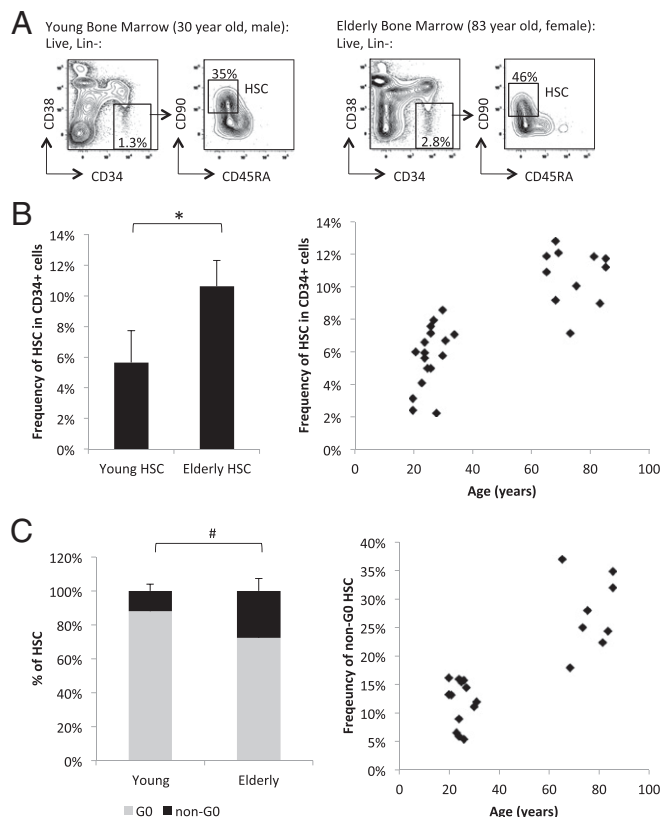 A
Young Bone Marrow (30 year old, male):
Live, Lin-:
CD38
1.3%
CD34
35%
HSC
CD90
CD45RA
Elderly Bone Marrow (83 year old, female):
Live, Lin-:
CD38
2.8%
CD34
46%
HSC
CD90
CD45RA
B
*
Frequency of HSC in CD34+ cells
14%
12%
10%
8%
6%
4%
2%
0%
Young HSC Elderly HSC
Frequency of HSC in CD34+ cells
14%
12%
10%
8%
6%
4%
2%
0%
0 20 40 60 80 100
Age (years)
C
#
% of HSC
120%
100%
80%
60%
40%
20%
0%
Young Elderly
G0 non-G0
Freqeuncy of non-G0 HSC
40%
35%
30%
25%
20%
15%
10%
5%
0%
0 20 40 60 80 100
Age (years)